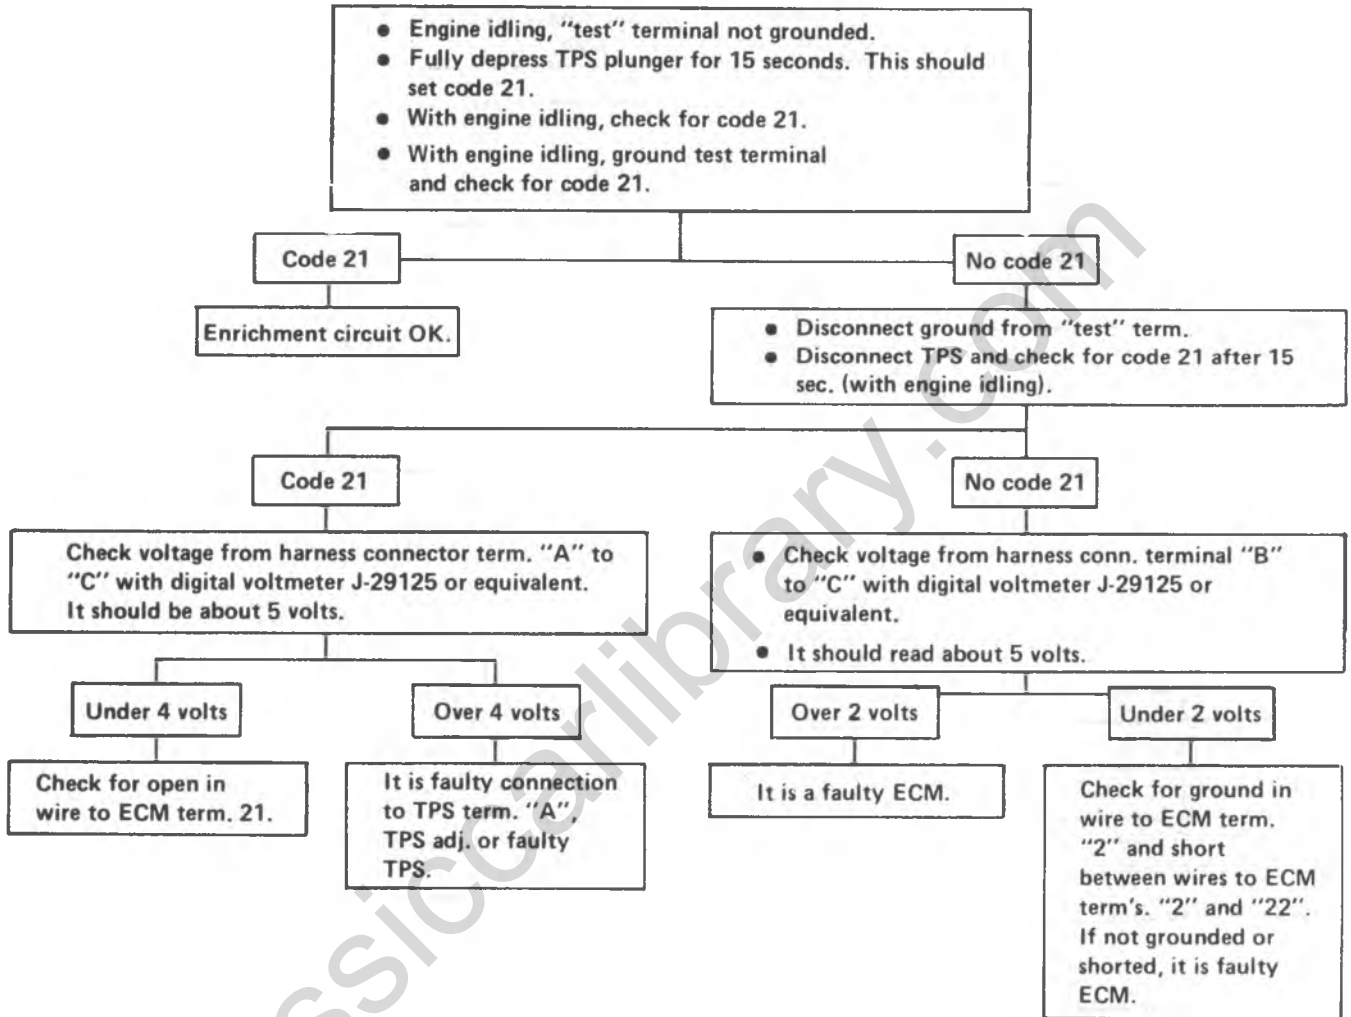 ● Engine idling, "test" terminal not grounded.
● Fully depress TPS plunger for 15 seconds. This should
set code 21.
● With engine idling, check for code 21.
● With engine idling, ground test terminal
and check for code 21.
Code 21
No code 21
Enrichment circuit OK.
● Disconnect ground from "test" term.
● Disconnect TPS and check for code 21 after 15
sec. (with engine idling).
Code 21
No code 21
Check voltage from harness connector term. "A" to
"C" with digital voltmeter J-29125 or equivalent.
It should be about 5 volts.
● Check voltage from harness conn. terminal "B"
to "C" with digital voltmeter J-29125 or
equivalent.
● It should read about 5 volts.
Under 4 volts
Over 4 volts
Over 2 volts
Under 2 volts
Check for open in
wire to ECM term. 21.
It is faulty connection
to TPS term. "A",
TPS adj. or faulty
TPS.
It is a faulty ECM.
Check for ground in
wire to ECM term.
"2" and short
between wires to ECM
term's. "2" and "22".
If not grounded or
shorted, it is faulty
ECM.
ssiccarlibrary.com